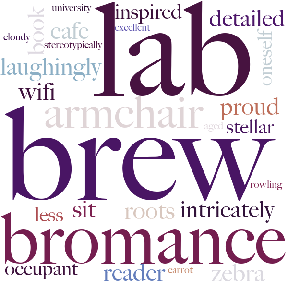 university
inspired
lab
detailed
cloudy
book
cafe
stereotypically
excellent
oneself
laughingly
wifi
armchair
proud
aged
stellar
brew
rowling
less
sit
roots
intricately
bromance
occupant
reader
carrot
zebra